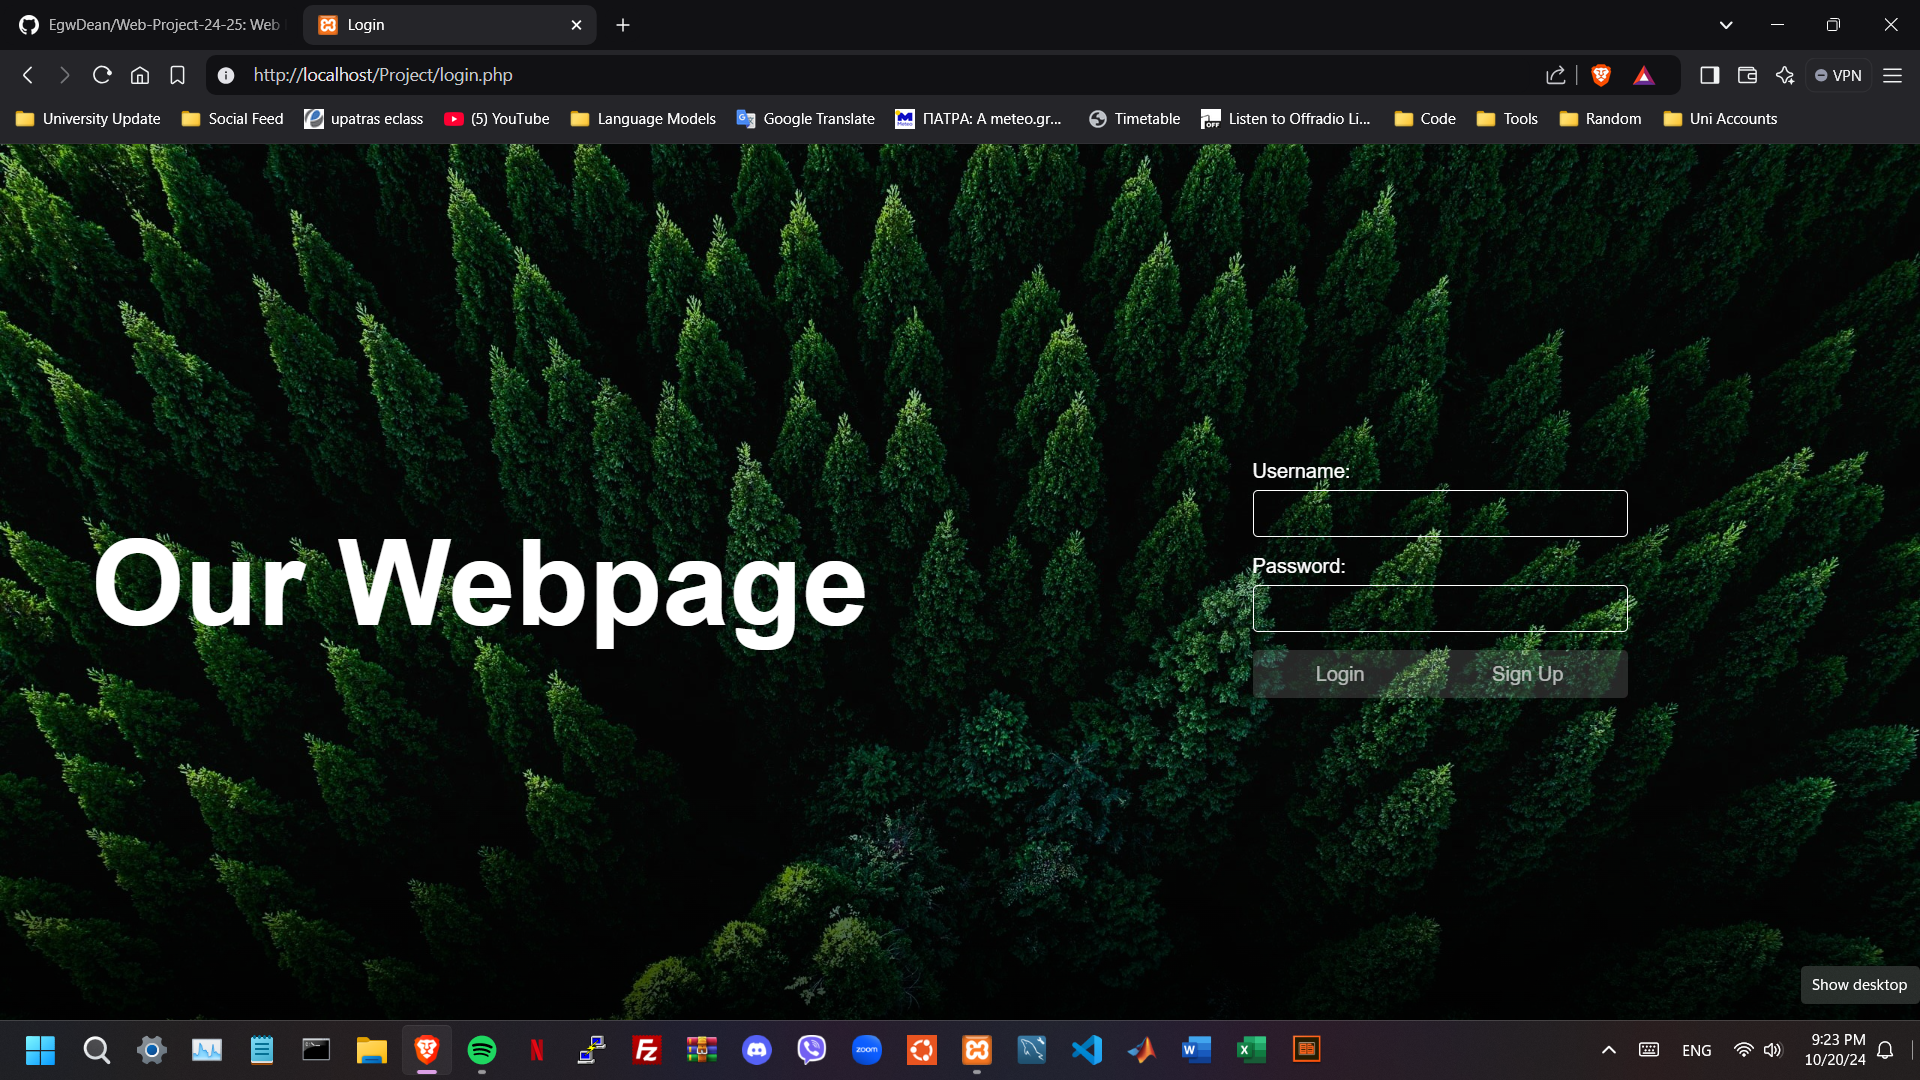 EgwDean/Web-Project-24-25: Web
Login
http://localhost/Project/login.php
VPN
University Update
Social Feed
upatras eclass
(5) YouTube
Language Models
Google Translate
ΠΑΤΡΑ: Α meteo.gr...
Timetable
Listen to Offradio Li...
Code
Tools
Random
Uni Accounts
Our Webpage
Username:
Password:
Login
Sign Up
Show desktop
zoom
ENG
9:23 PM
10/20/24